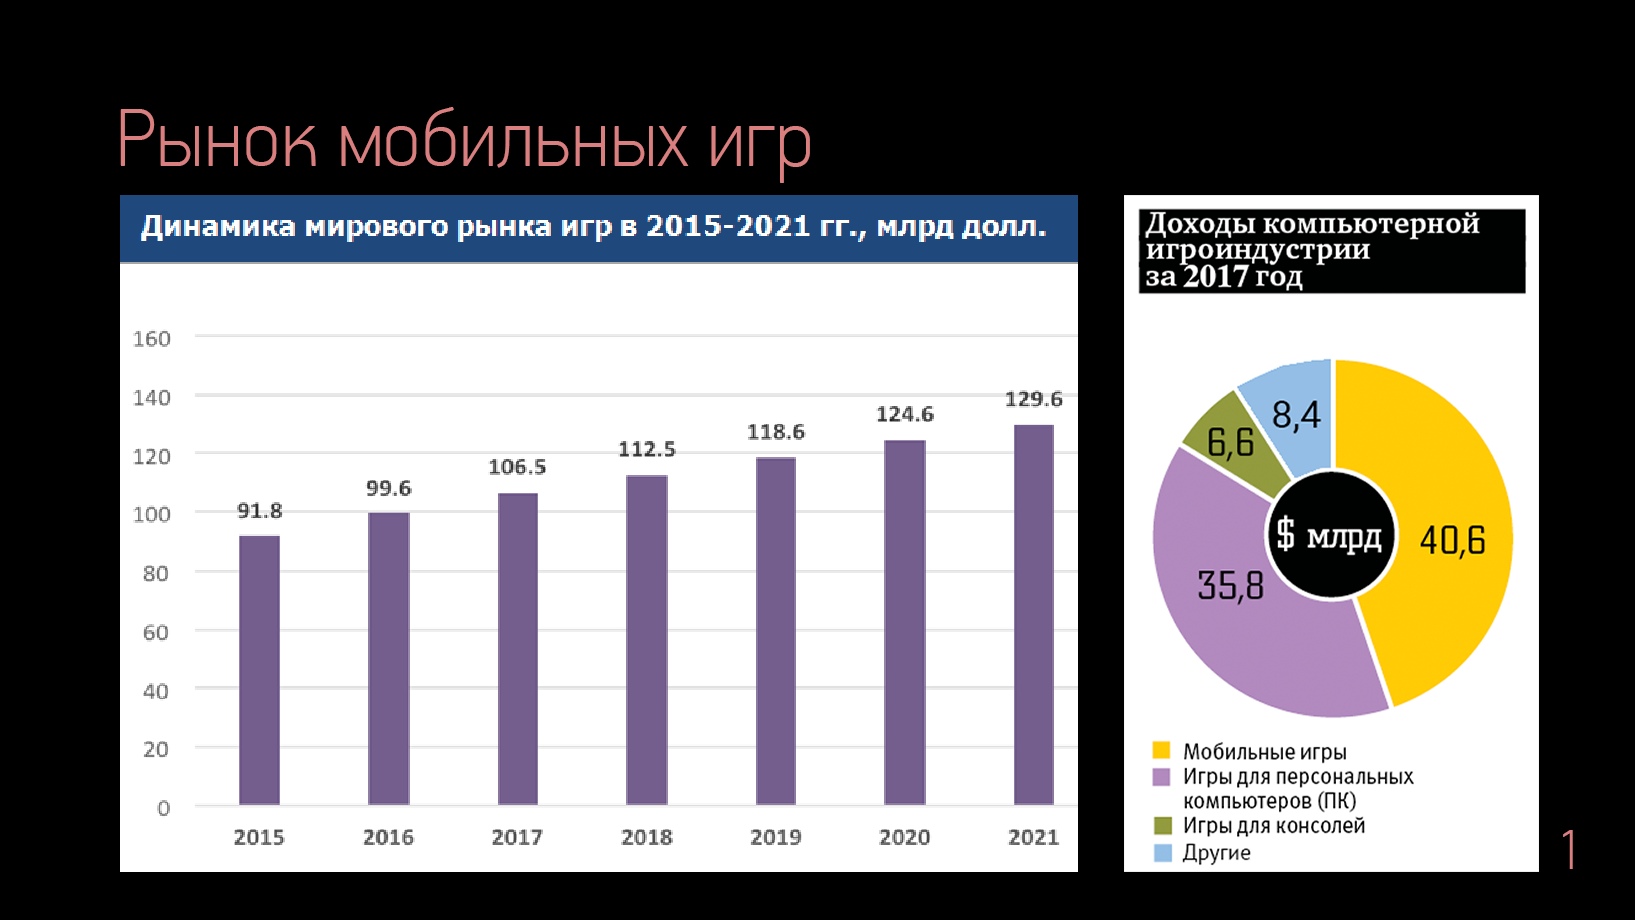 Рынок мобильных игр
Динамика мирового рынка игр в 2015-2021 гг., млрд долл.
160
140
120
100
80
60
40
20
0
91.8
99.6
106.5
112.5
118.6
124.6
129.6
2015
2016
2017
2018
2019
2020
2021
Доходы компьютерной
игроиндустрии
за 2017 год
8,4
6,6
$ млрд
40,6
35,8
Мобильные игры
Игры для персональных
компьютеров (ПК)
Игры для консолей
Другие
1